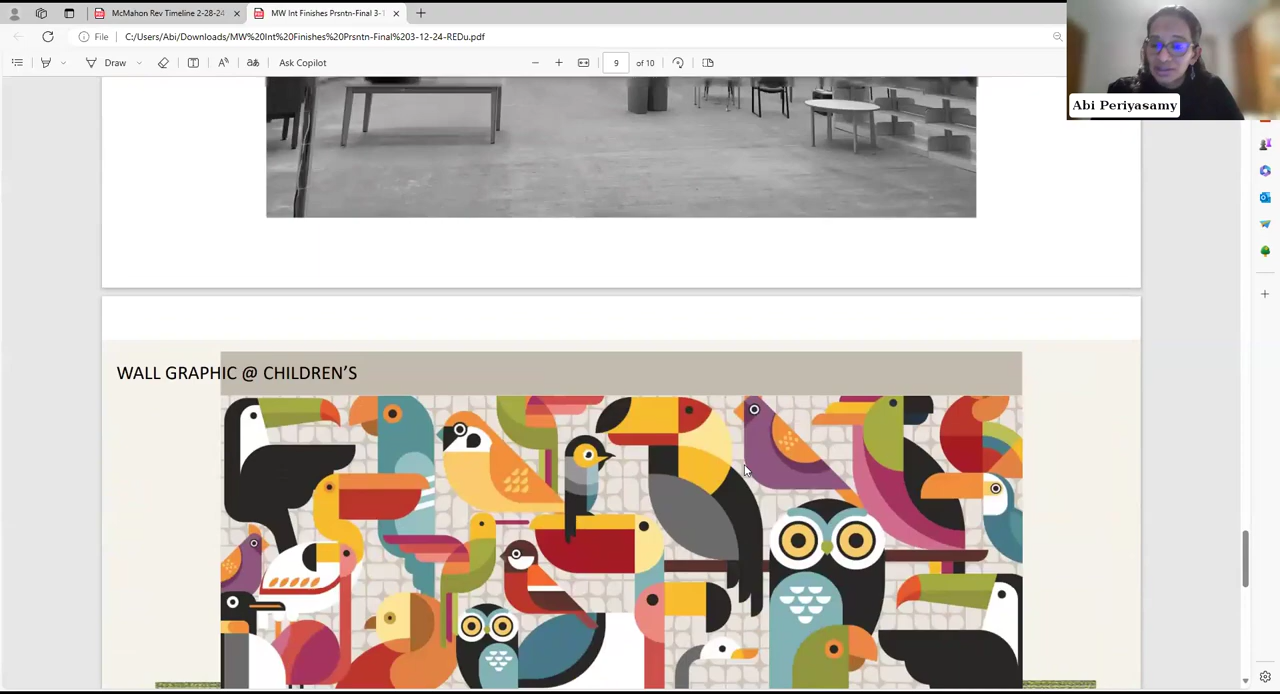 McMahon Rev Timeline 2-28-24
MW Int Finishes Prsntn-Final 3-1
File
C:/Users/Abi/Downloads/MW%20Int%20Finishes%20Prsntn-Final%203-12-24-REDu.pdf
Draw
Ask Copilot
9 of 10
Abi Periyasamy
WALL GRAPHIC @ CHILDREN'S